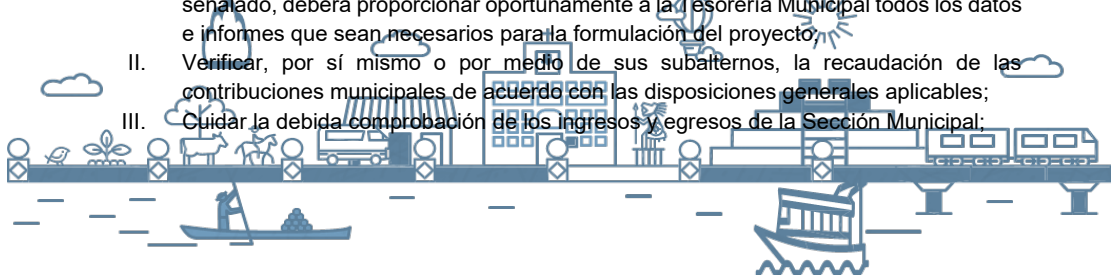 señalado, deberá proporcionar oportunamente a la Tesorería Municipal todos los datos
e informes que sean necesarios para la formulación del proyecto;
II. Verificar, por sí mismo o por medio de sus subalternos, la recaudación de las
contribuciones municipales de acuerdo con las disposiciones generales aplicables;
III. Cuidar la debida comprobación de los ingresos y egresos de la Sección Municipal;